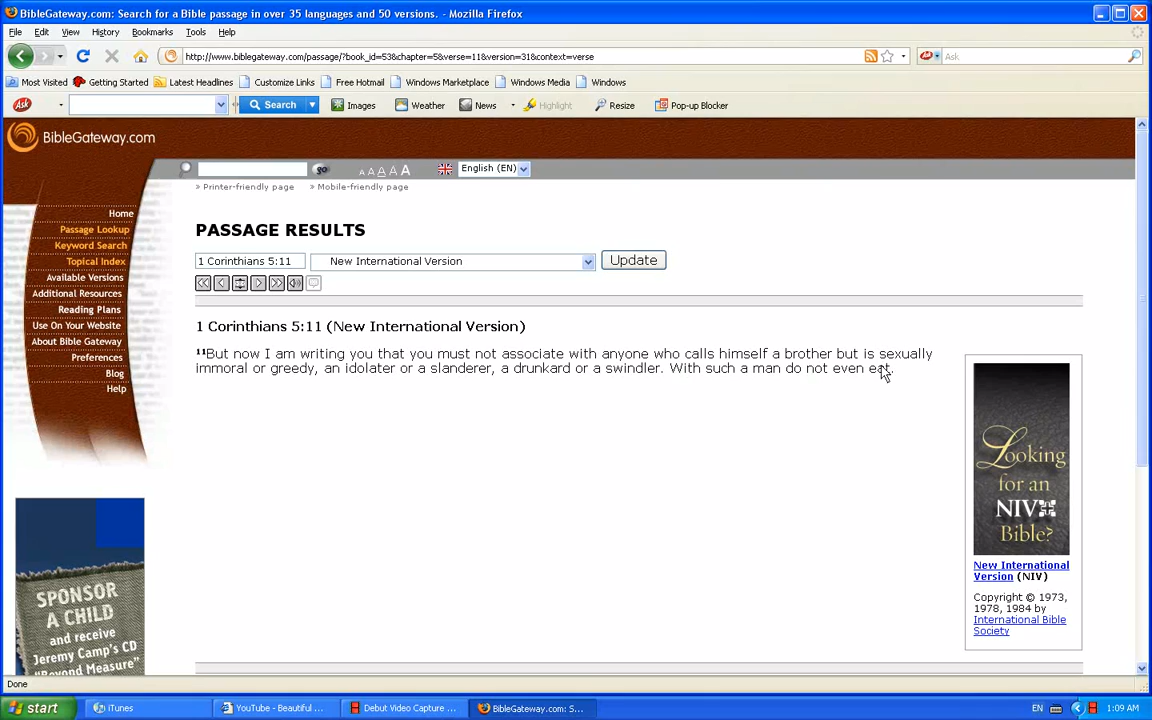 BibleGateway.com: Search for a Bible passage in over 35 languages and 50 versions. - Mozilla Firefox
File Edit View History Bookmarks Tools Help
http://www.biblegateway.com/passage/?book_id=53&chapter=5&verse=11&version=31&context=verse
Ask
Most Visited Getting Started Latest Headlines Customize Links Free Hotmail Windows Marketplace Windows Media Windows
Ask Search Images Weather News Highlight Resize Pop-up Blocker
BibleGateway.com
go A A A A A English (EN)
» Printer-friendly page » Mobile-friendly page
Home
Passage Lookup
Keyword Search
Topical Index
Available Versions
Additional Resources
Reading Plans
Use On Your Website
About Bible Gateway
Preferences
Blog
Help
PASSAGE RESULTS
1 Corinthians 5:11 New International Version Update
1 Corinthians 5:11 (New International Version)
11But now I am writing you that you must not associate with anyone who calls himself a brother but is sexually
immoral or greedy, an idolater or a slanderer, a drunkard or a swindler. With such a man do not even eat.
Looking
for an
NIV
Bible?
New International
Version (NIV)
Copyright © 1973,
1978, 1984 by
International Bible
Society
SPONSOR
A CHILD
and receive
Jeremy Camp's CD
"Beyond Measure"
Done
start iTunes YouTube - Beautiful ... Debut Video Capture ... BibleGateway.com: S... EN 1:09 AM